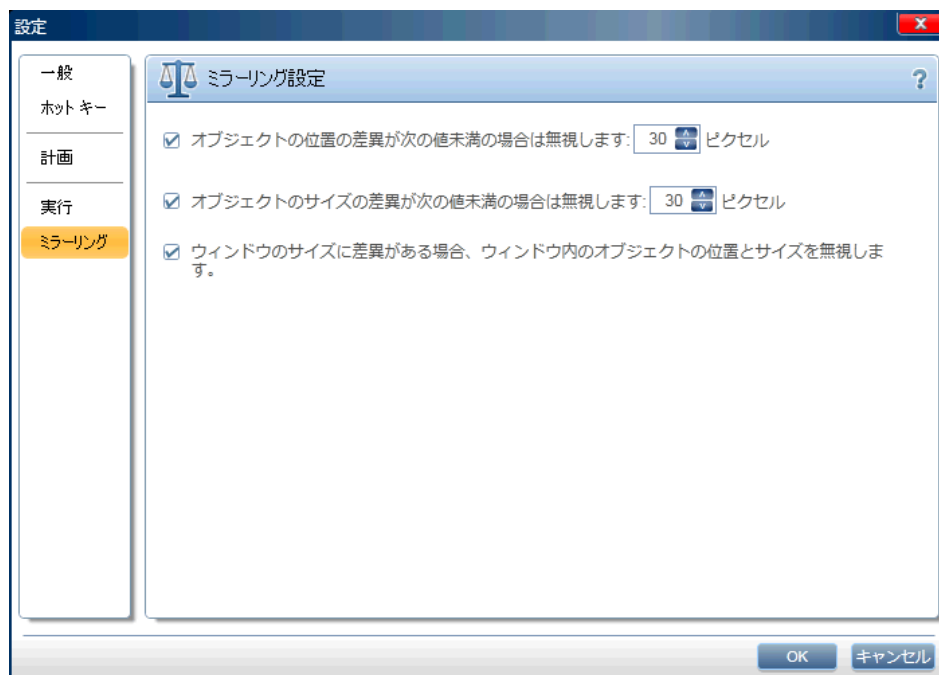 設定
一般
ホット キー
計画
実行
ミラーリング
ミラーリング設定
?
オブジェクトの位置の差異が次の値未満の場合は無視します: 30 ピクセル
オブジェクトのサイズの差異が次の値未満の場合は無視します: 30 ピクセル
ウィンドウのサイズに差異がある場合、ウィンドウ内のオブジェクトの位置とサイズを無視しま
す。
OK キャンセル